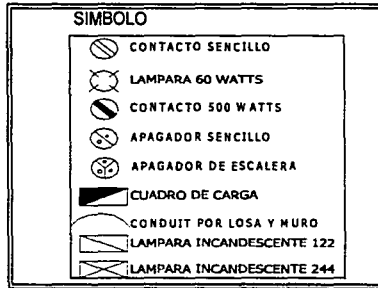 SIMBOLO
CONTACTO SENCILLO
LAMPARA 60 WATTS
CONTACTO 500 WATTS
APAGADOR SENCILLO
APAGADOR DE ESCALERA
CUADRO DE CARGA
CONDUIT POR LOSA Y MURO
LAMPARA INCANDESCENTE 122
LAMPARA INCANDESCENTE 244